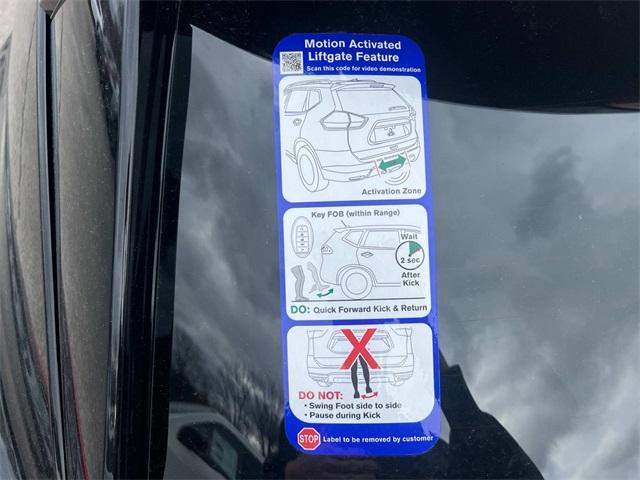 Motion Activated
Liftgate Feature
Scan this code for video demonstration
Activation Zone
Key FOB (within Range)
Wait
2 sec
After
Kick
DO: Quick Forward Kick & Return
DO NOT:
• Swing Foot side to side
• Pause during Kick
STOP Label to be removed by customer